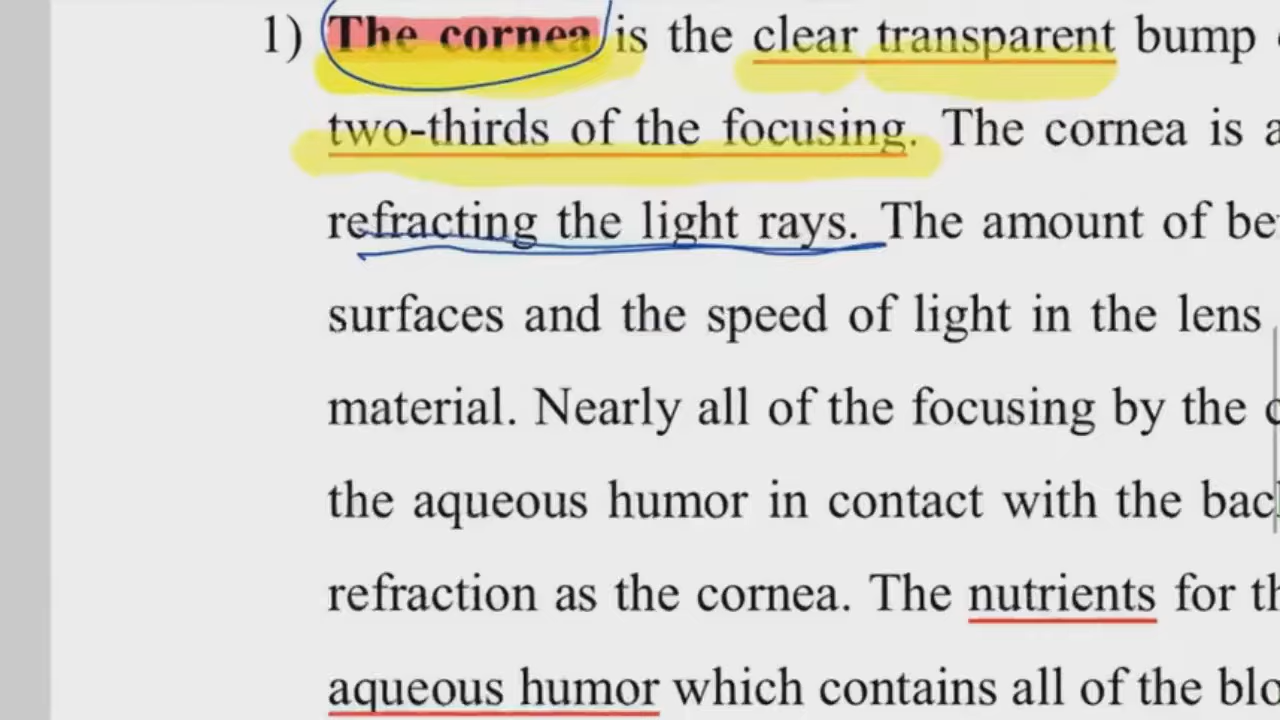 1) The cornea is the clear transparent bump
two-thirds of the focusing. The cornea is a
refracting the light rays. The amount of be
surfaces and the speed of light in the lens
material. Nearly all of the focusing by the
the aqueous humor in contact with the bac
refraction as the cornea. The nutrients for th
aqueous humor which contains all of the blo